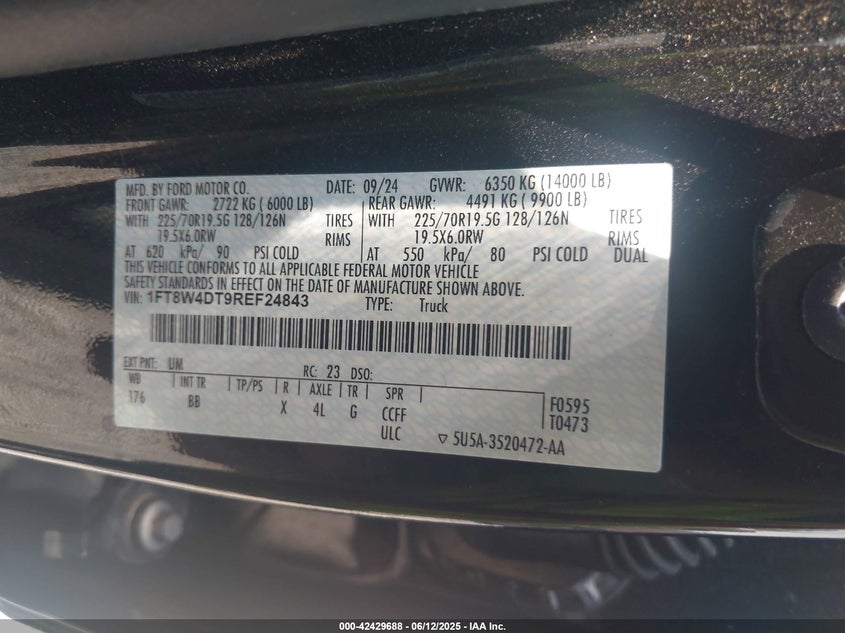 MFD. BY FORD MOTOR CO. DATE: 09/24 GVWR: 6350 KG (14000 LB)
FRONT GAWR: 2722 KG ( 6000 LB) REAR GAWR: 4491 KG ( 9900 LB)
WITH 225/70R19.5G 128/126N TIRES WITH 225/70R19.5G 128/126N TIRES
19.5X6.0RW RIMS 19.5X6.0RW RIMS
AT 620 kPa/ 90 PSI COLD AT 550 kPa/ 80 PSI COLD DUAL
THIS VEHICLE CONFORMS TO ALL APPLICABLE FEDERAL MOTOR VEHICLE
SAFETY STANDARDS IN EFFECT ON THE DATE OF MANUFACTURE SHOWN ABOVE.
VIN: 1FT8W4DT9REF24843 TYPE: Truck
EXT PNT: UM RC: 23 DSO:
WB INT TR TP/PS R AXLE TR SPR
176 BB X 4L G CCFF F0595
ULC T0473
▽ 5U5A-3520472-AA
000-42429688 - 06/12/2025 - IAA Inc.